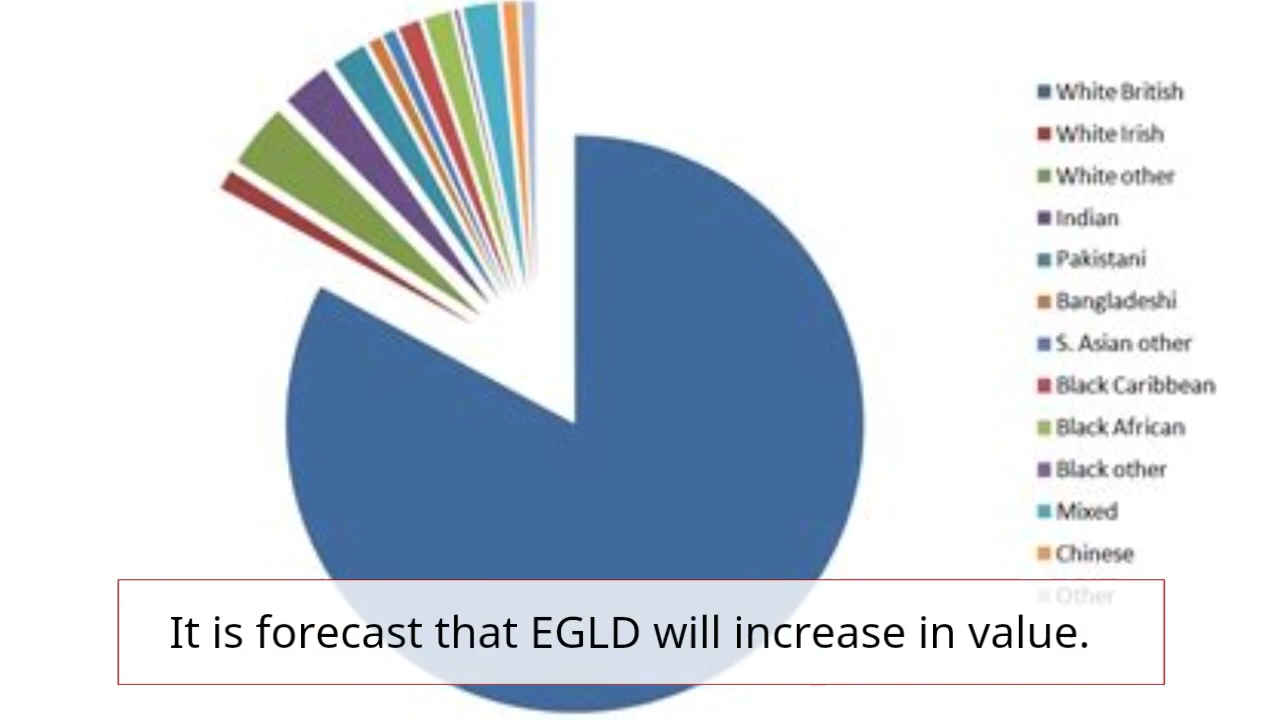 White British
White Irish
White other
Indian
Pakistani
Bangladeshi
S. Asian other
Black Caribbean
Black African
Black other
Mixed
Chinese
Other
It is forecast that EGLD will increase in value.